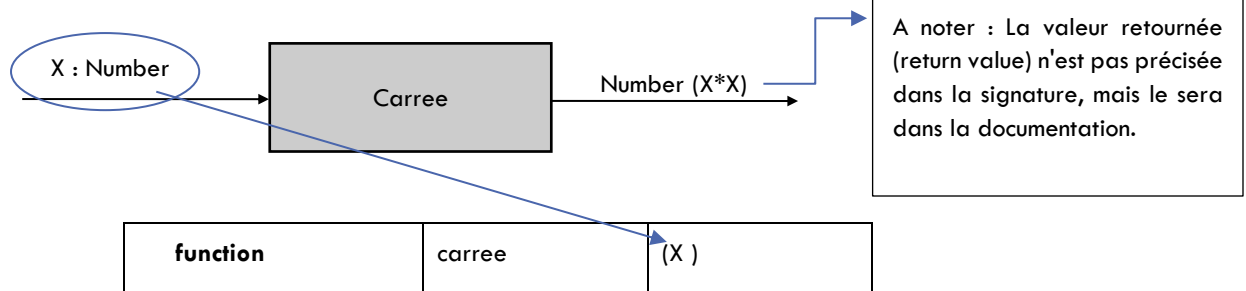 X : Number
Carree
Number (X*X)
A noter : La valeur retournée
(return value) n'est pas précisée
dans la signature, mais le sera
dans la documentation.
function carree (X )